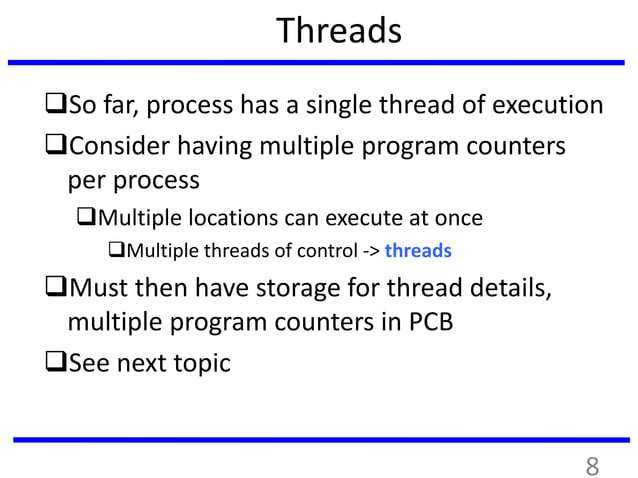 Threads
❑So far, process has a single thread of execution
❑Consider having multiple program counters
per process
❑Multiple locations can execute at once
❑Multiple threads of control -> threads
❑Must then have storage for thread details,
multiple program counters in PCB
❑See next topic
8